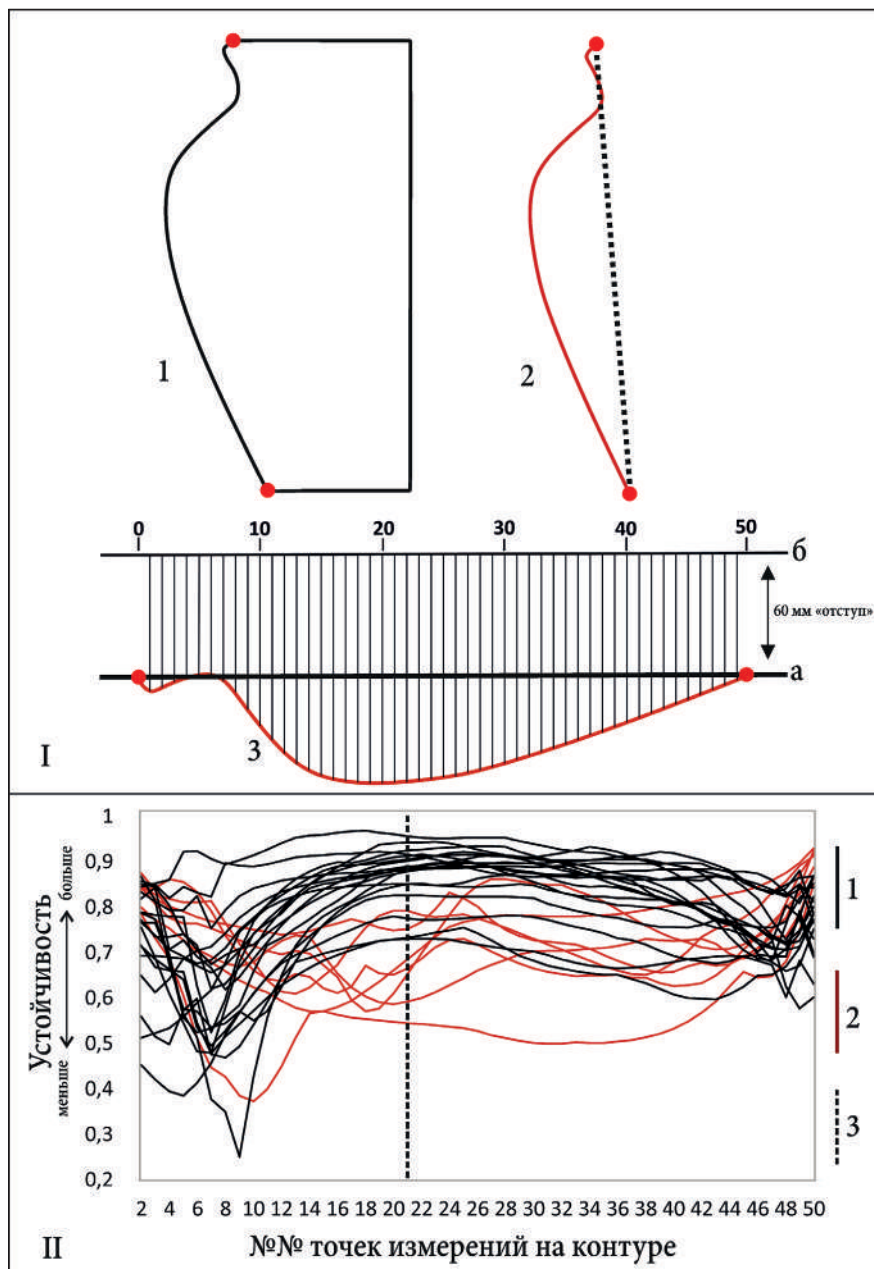 1
2
0 10 20 30 40 50
б
60 мм «отступ»
а
3
I
1
0,9
0,8
0,7
0,6
0,5
0,4
0,3
0,2
Устойчивость
больше
меньше
1
2
3
2 4 6 8 10 12 14 16 18 20 22 24 26 28 30 32 34 36 38 40 42 44 46 48 50
II
№№ точек измерений на контуре